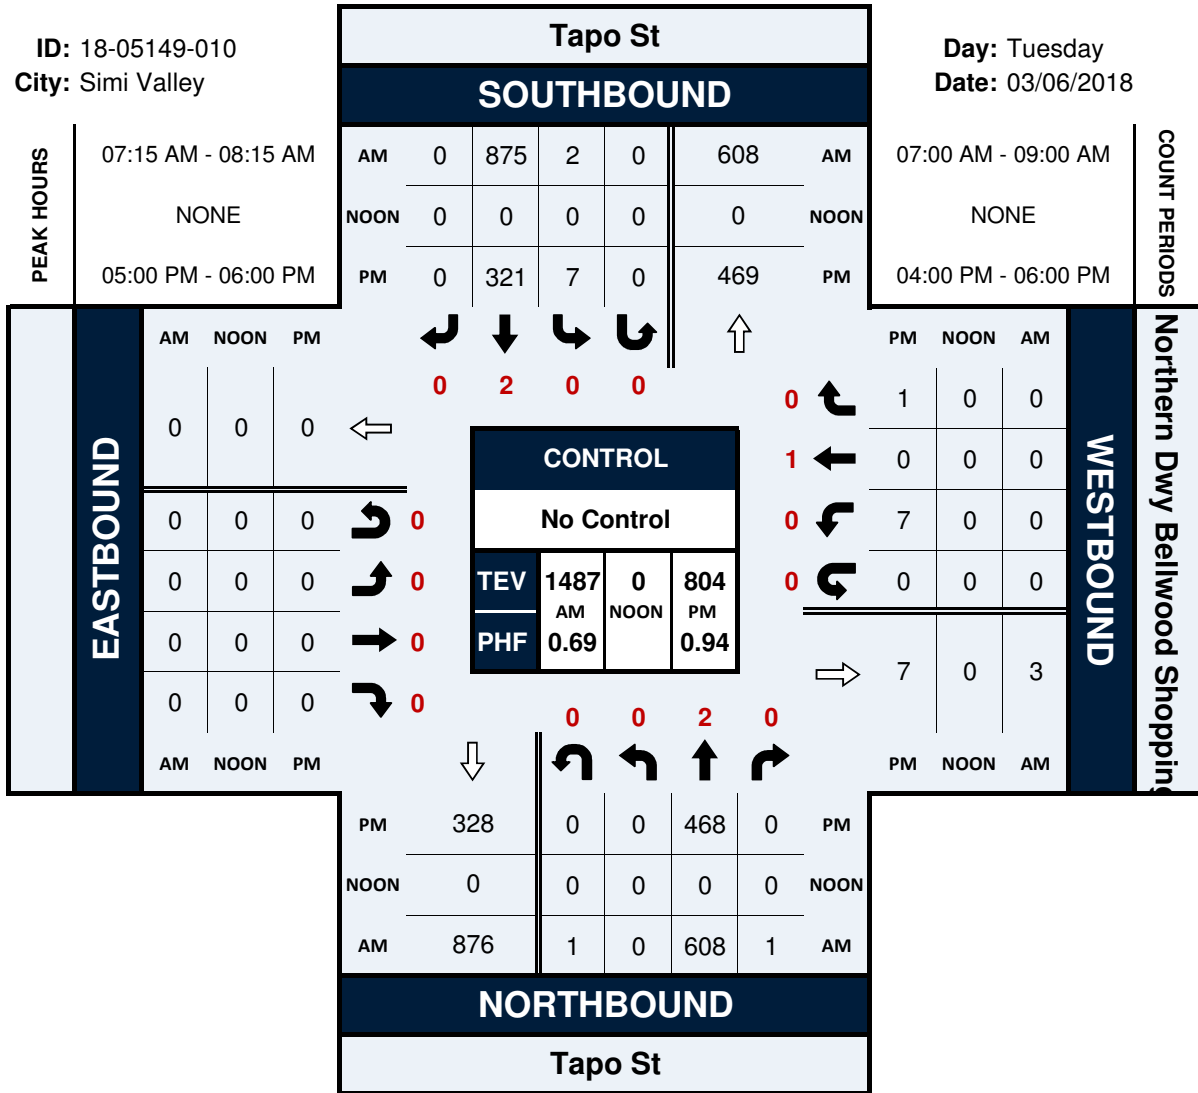 Tapo St
ID: 18-05149-010
Day: Tuesday
City: Simi Valley
Date: 03/06/2018
SOUTHBOUND
PEAK HOURS
07:15 AM - 08:15 AM
NONE
05:00 PM - 06:00 PM
AM 0 875 2 0 608 AM
NOON 0 0 0 0 0 NOON
PM 0 321 7 0 469 PM
07:00 AM - 09:00 AM
NONE
04:00 PM - 06:00 PM
COUNT PERIODS
0 2 0 0
EASTBOUND
AM NOON PM
0 0 0
0 0 0 0
0 0 0 0
0 0 0 0
0 0 0 0
AM NOON PM
CONTROL
No Control
TEV 1487 0 804
AM NOON PM
PHF 0.69 0.94
PM NOON AM
0 1 0 0
1 0 0 0
0 7 0 0
0 0 0 0
7 0 3
PM NOON AM
WESTBOUND
Northern Dwy Bellwood Shopping
0 0 2 0
PM 328 0 0 468 0 PM
NOON 0 0 0 0 0 NOON
AM 876 1 0 608 1 AM
NORTHBOUND
Tapo St